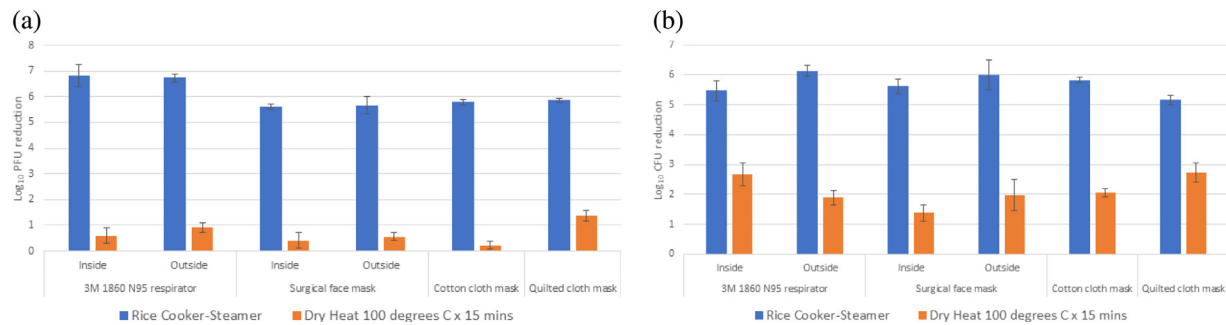 (a)
8
7
6
5
4
3
2
1
0
Log₁₀ PFU reduction
Inside Outside Inside Outside
3M 1860 N95 respirator Surgical face mask Cotton cloth mask Quilted cloth mask
Rice Cooker-Steamer Dry Heat 100 degrees C x 15 mins
(b)
7
6
5
4
3
2
1
0
Log₁₀ CFU reduction
Inside Outside Inside Outside
3M 1860 N95 respirator Surgical face mask Cotton cloth mask Quilted cloth mask
Rice Cooker-Steamer Dry Heat 100 degrees C x 15 mins